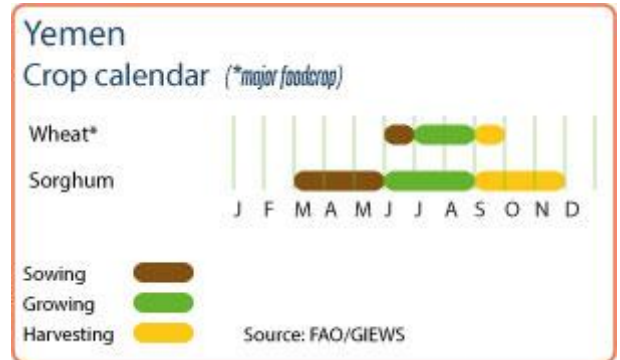 Yemen
Crop calendar (*major foodcrop)
Wheat*
Sorghum
J F M A M J J A S O N D
Sowing
Growing
Harvesting Source: FAO/GIEWS